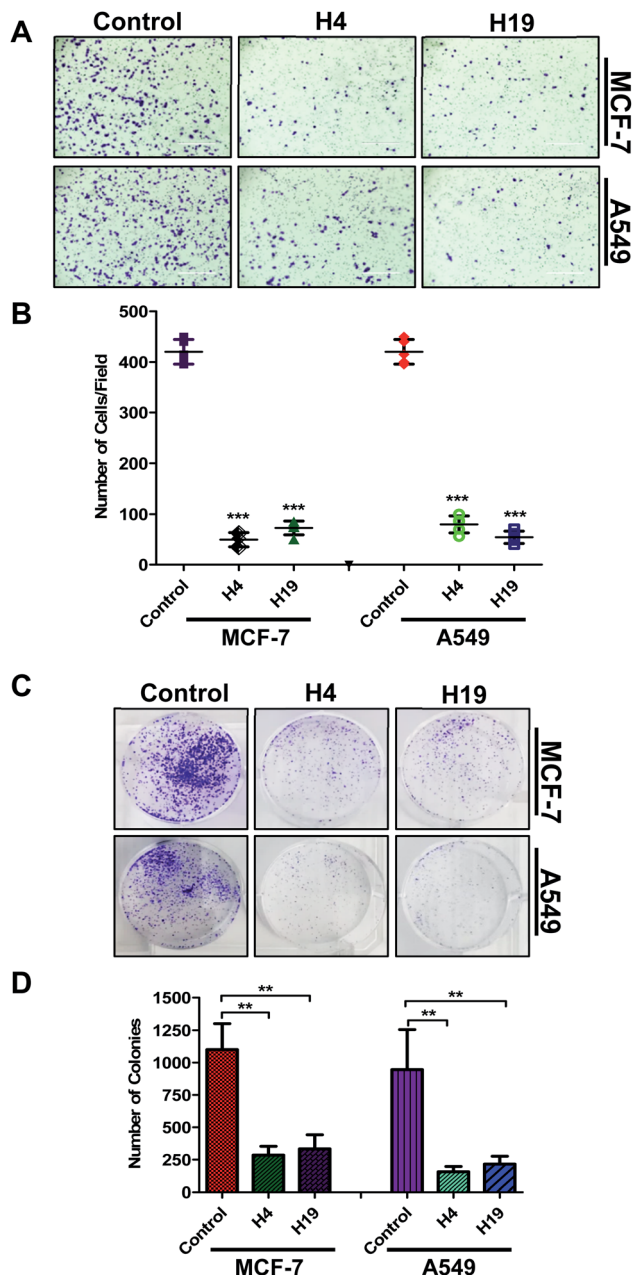 A
Control H4 H19
MCF-7
A549
B
Number of Cells/Field
500
400
300
200
100
0
***
***
***
***
Control H4 H19 Control H4 H19
MCF-7 A549
C
Control H4 H19
MCF-7
A549
D
Number of Colonies
1500
1250
1000
750
500
250
0
**
**
**
**
Control H4 H19 Control H4 H19
MCF-7 A549